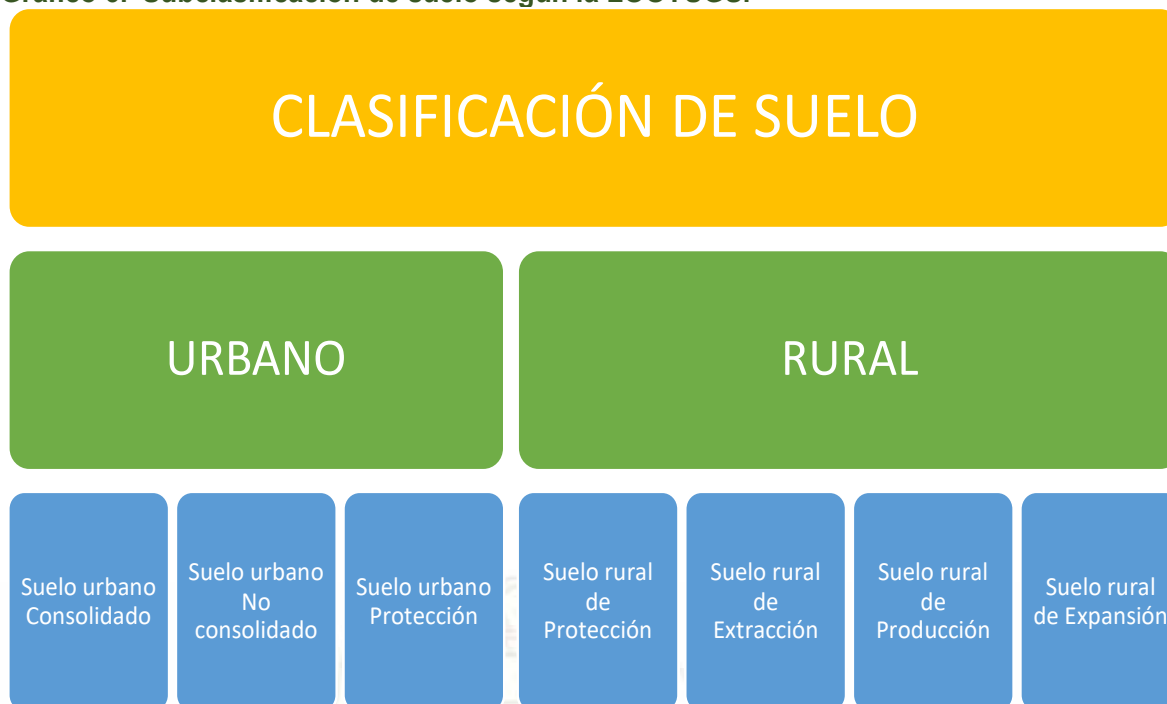 CLASIFICACIÓN DE SUELO
URBANO
RURAL
Suelo urbano
Consolidado
Suelo urbano
No
consolidado
Suelo urbano
Protección
Suelo rural
de
Protección
Suelo rural
de
Extracción
Suelo rural
de
Producción
Suelo rural
de Expansión